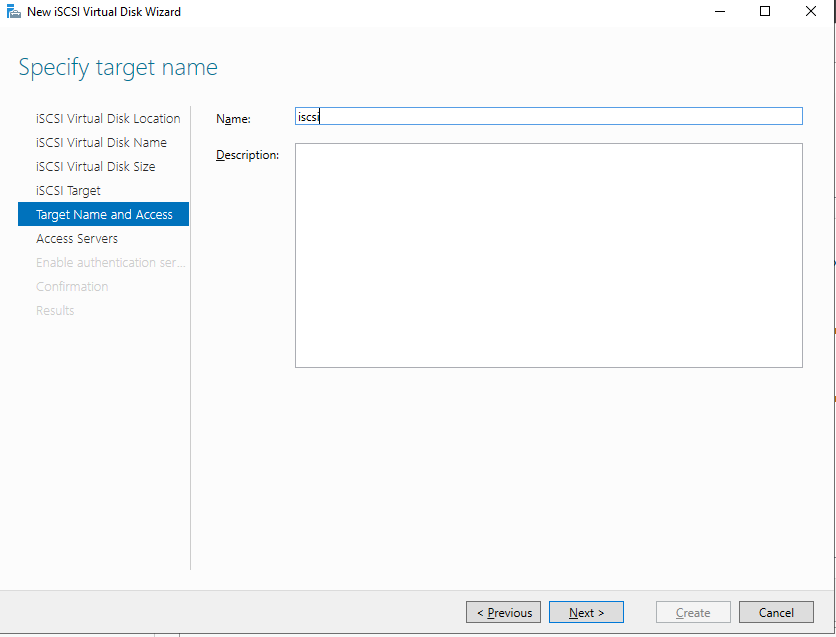 New iSCSI Virtual Disk Wizard
Specify target name
iSCSI Virtual Disk Location
iSCSI Virtual Disk Name
iSCSI Virtual Disk Size
iSCSI Target
Target Name and Access
Access Servers
Enable authentication ser...
Confirmation
Results
Name:
iscsi
Description:
< Previous
Next >
Create
Cancel